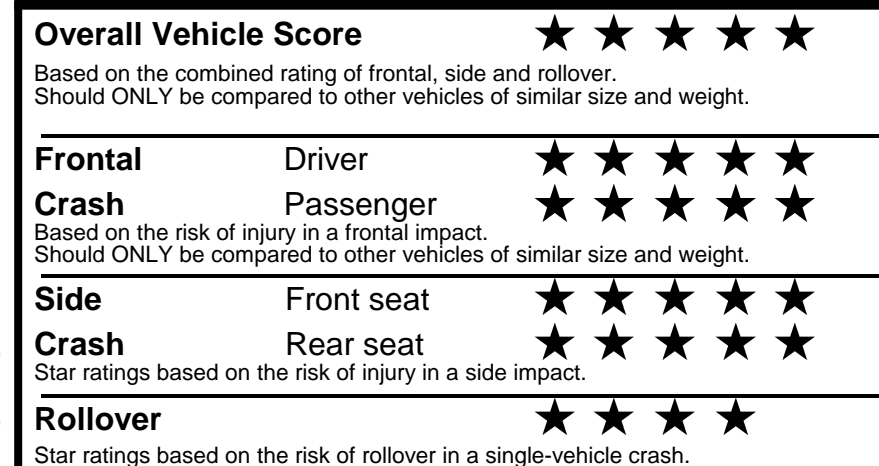 Overall Vehicle Score ★ ★ ★ ★ ★
Based on the combined rating of frontal, side and rollover.
Should ONLY be compared to other vehicles of similar size and weight.
Frontal Driver ★ ★ ★ ★ ★
Crash Passenger ★ ★ ★ ★ ★
Based on the risk of injury in a frontal impact.
Should ONLY be compared to other vehicles of similar size and weight.
Side Front seat ★ ★ ★ ★ ★
Crash Rear seat ★ ★ ★ ★ ★
Star ratings based on the risk of injury in a side impact.
Rollover ★ ★ ★ ★
Star ratings based on the risk of rollover in a single-vehicle crash.